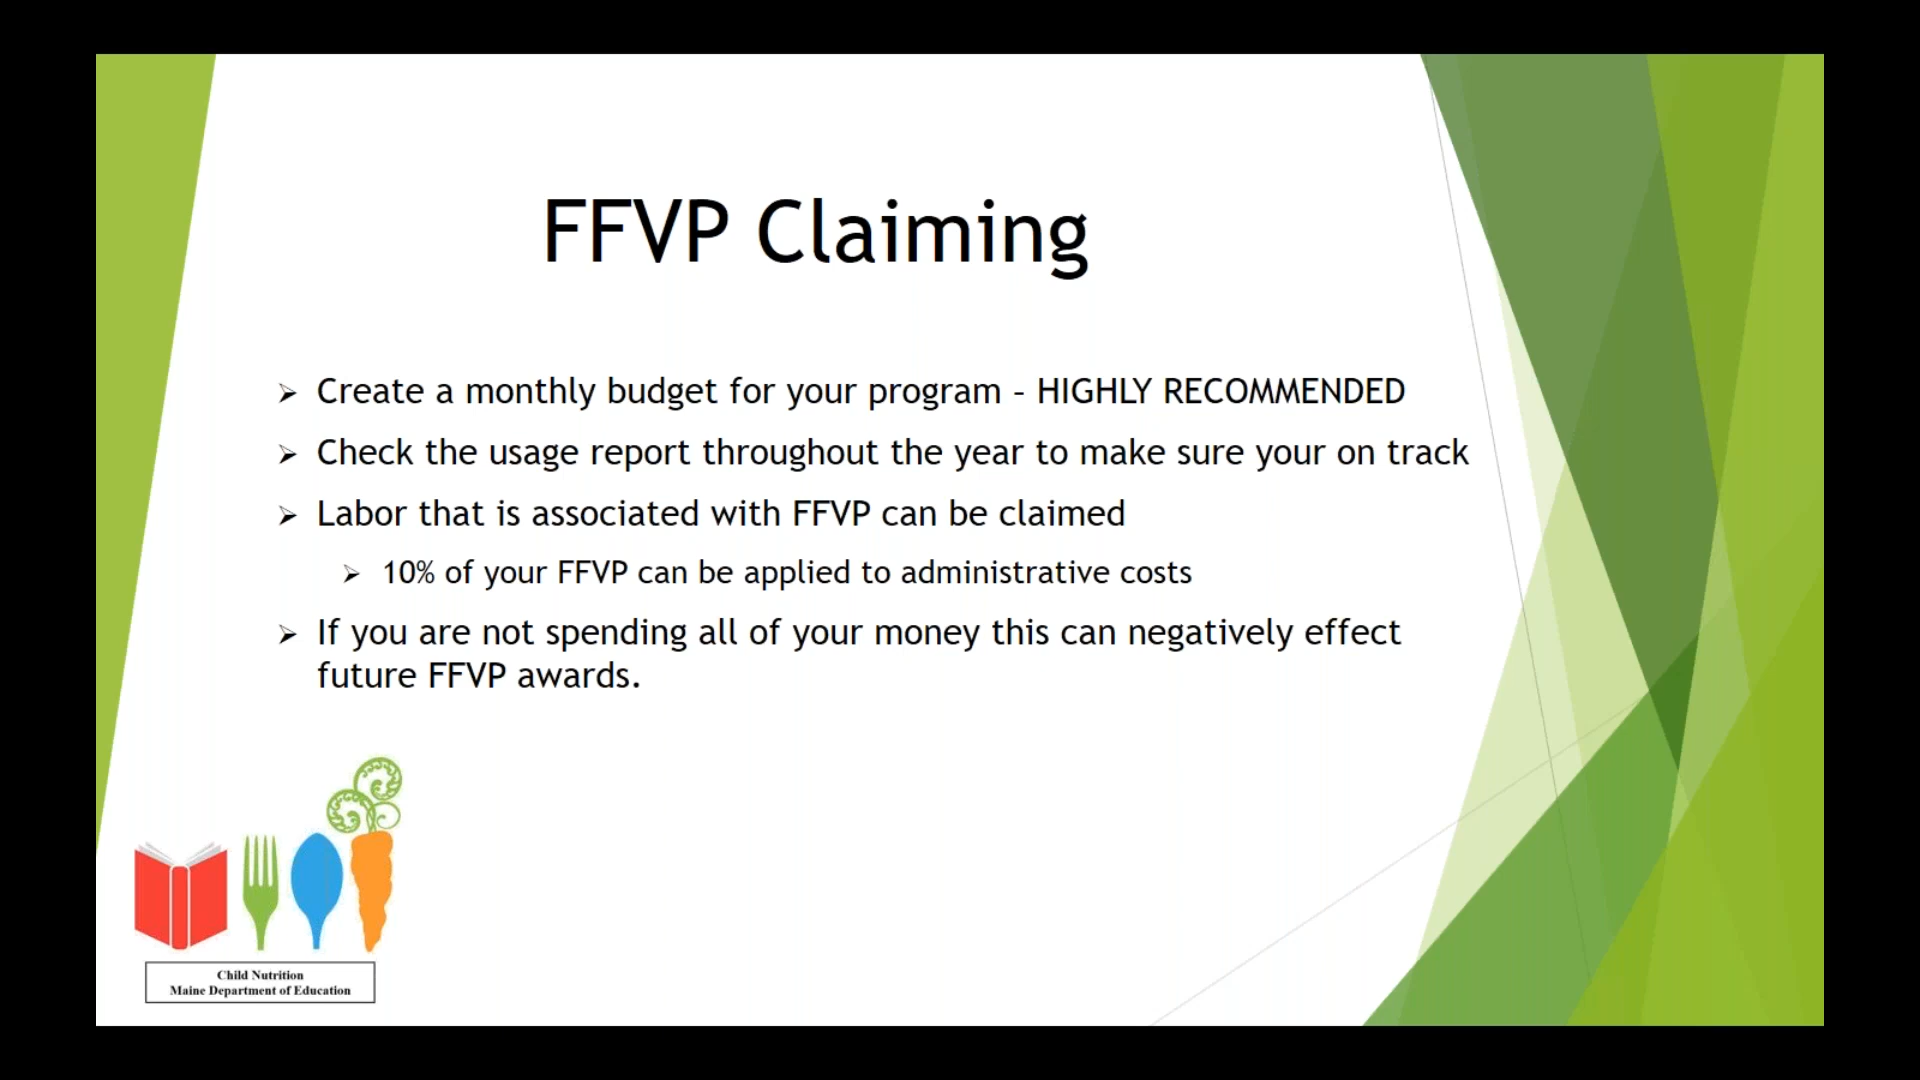 FFVP Claiming
Create a monthly budget for your program – HIGHLY RECOMMENDED
Check the usage report throughout the year to make sure your on track
Labor that is associated with FFVP can be claimed
10% of your FFVP can be applied to administrative costs
If you are not spending all of your money this can negatively effect
future FFVP awards.
Child Nutrition
Maine Department of Education